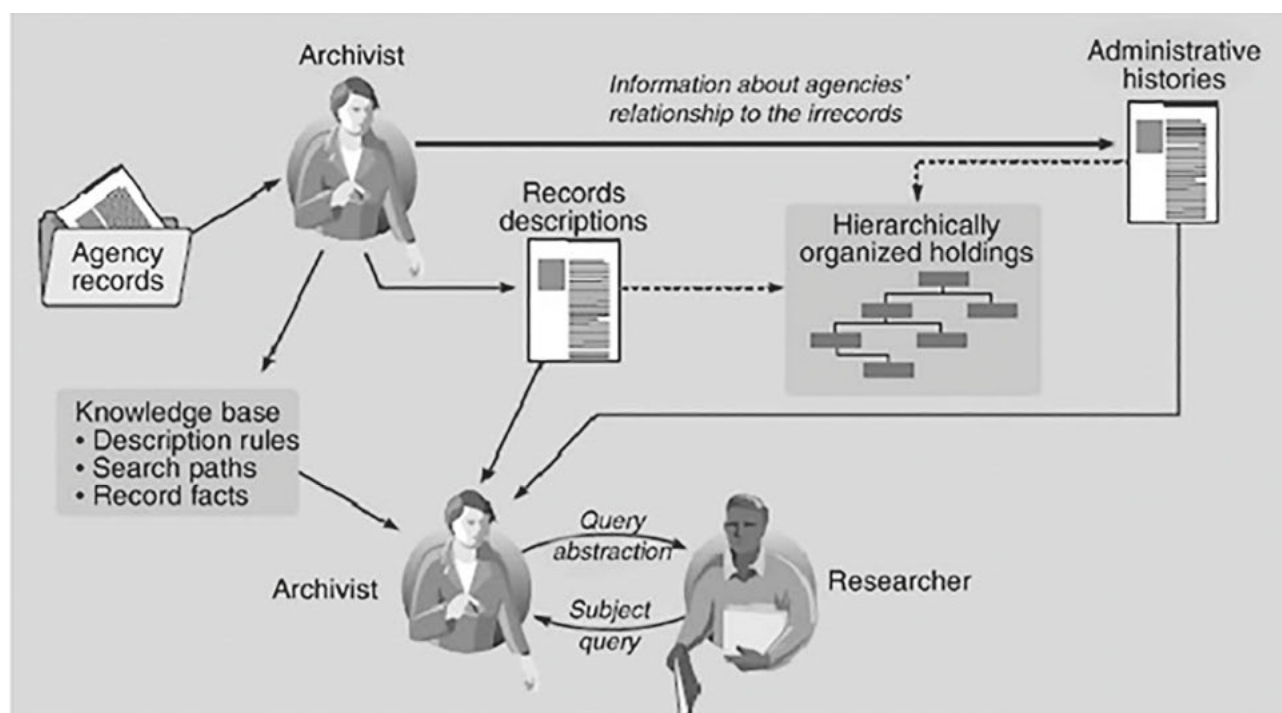 Archivist
Information about agencies'
relationship to the irrecords
Administrative
histories
Agency
records
Records
descriptions
Hierarchically
organized holdings
Knowledge base
• Description rules
• Search paths
• Record facts
Archivist
Query
abstraction
Subject
query
Researcher